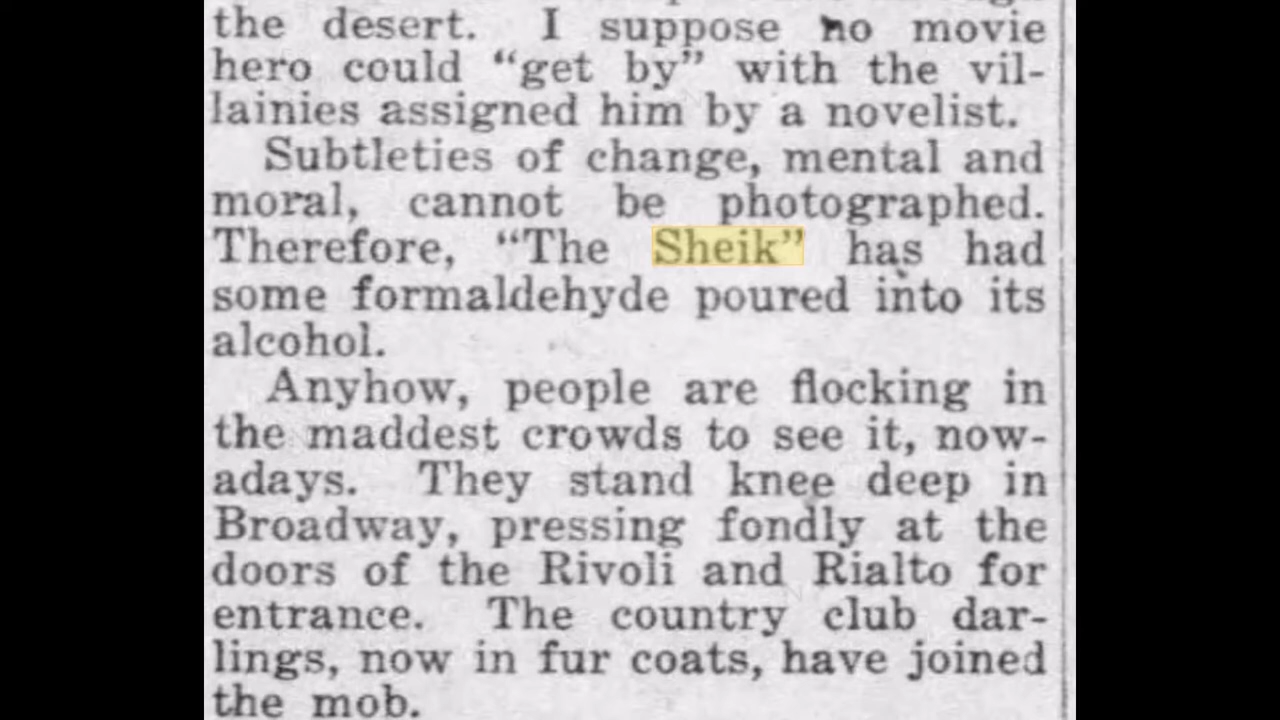 the desert. I suppose no movie
hero could “get by” with the vil-
lainies assigned him by a novelist.
Subtleties of change, mental and
moral, cannot be photographed.
Therefore, “The Sheik” has had
some formaldehyde poured into its
alcohol.
Anyhow, people are flocking in
the maddest crowds to see it, now-
adays. They stand knee deep in
Broadway, pressing fondly at the
doors of the Rivoli and Rialto for
entrance. The country club dar-
lings, now in fur coats, have joined
the mob.